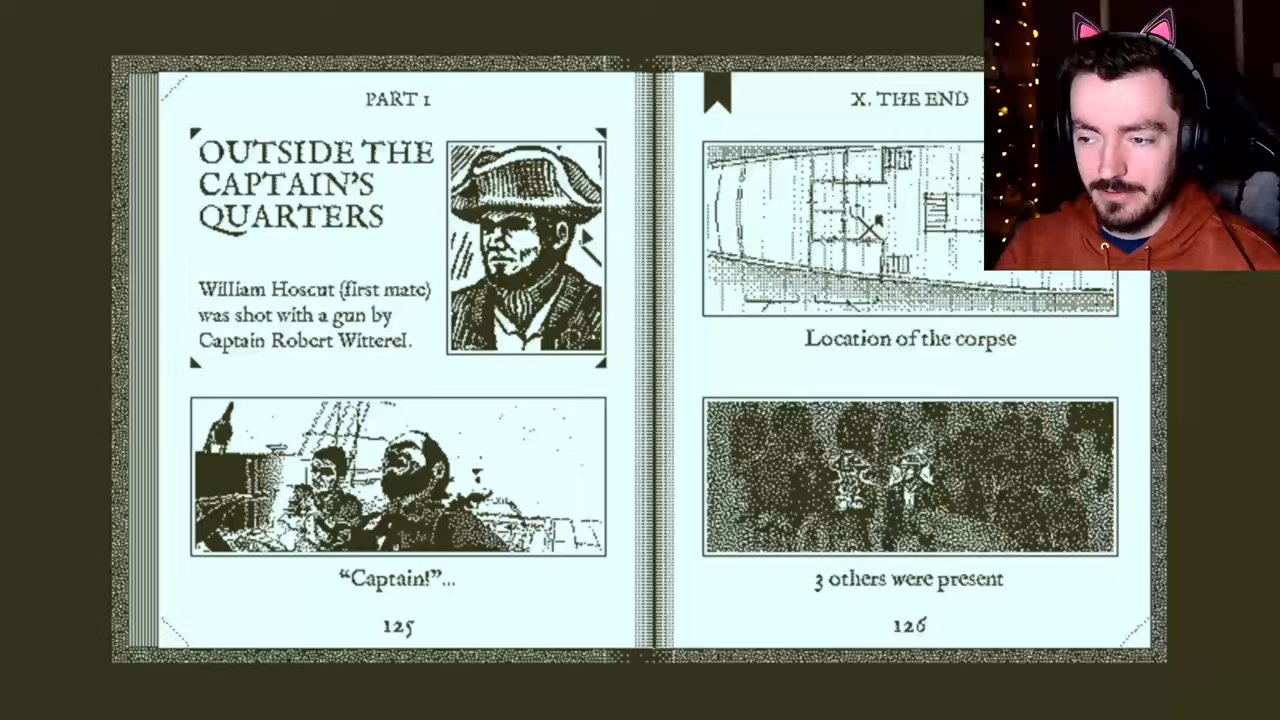 PART 1
OUTSIDE THE
CAPTAIN'S
QUARTERS
William Hoscut (first mate)
was shot with a gun by
Captain Robert Witterel.
"Captain!"...
125
X. THE END
Location of the corpse
3 others were present
126